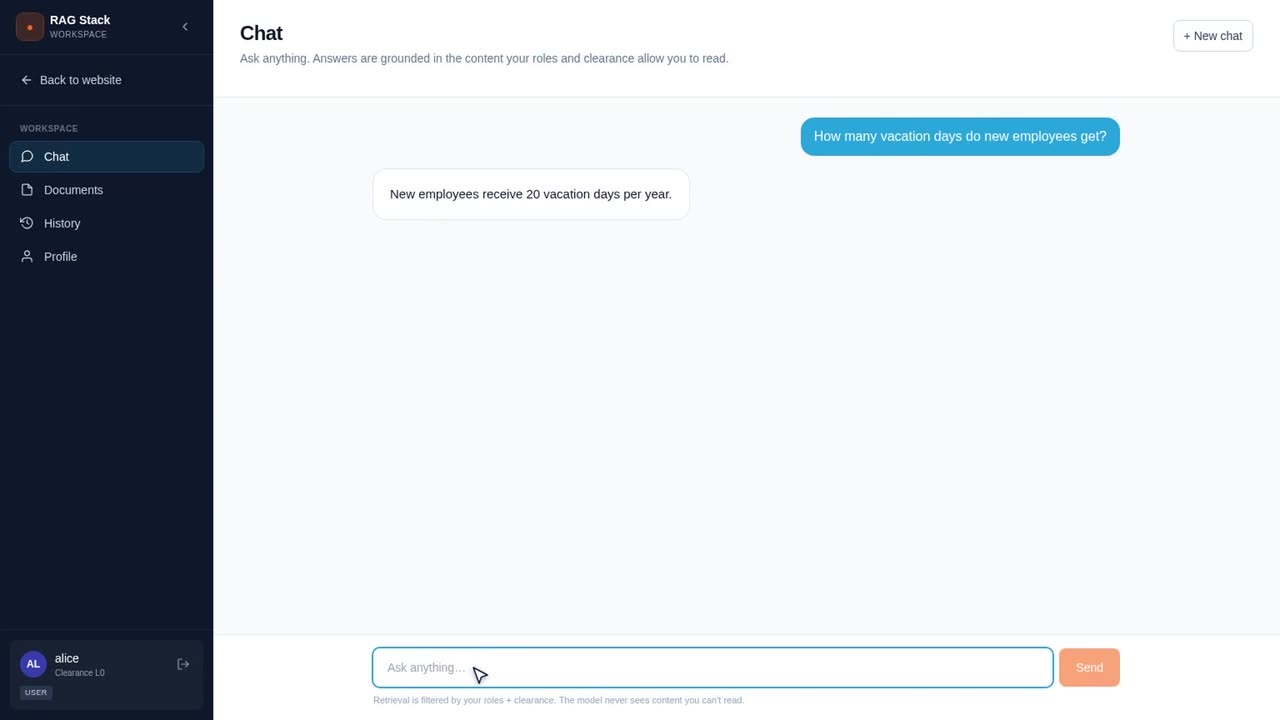 RAG Stack
WORKSPACE
Back to website
WORKSPACE
Chat
Documents
History
Profile
AL
alice
Clearance L0
USER
Chat
Ask anything. Answers are grounded in the content your roles and clearance allow you to read.
+ New chat
How many vacation days do new employees get?
New employees receive 20 vacation days per year.
Ask anything…
Send
Retrieval is filtered by your roles + clearance. The model never sees content you can't read.